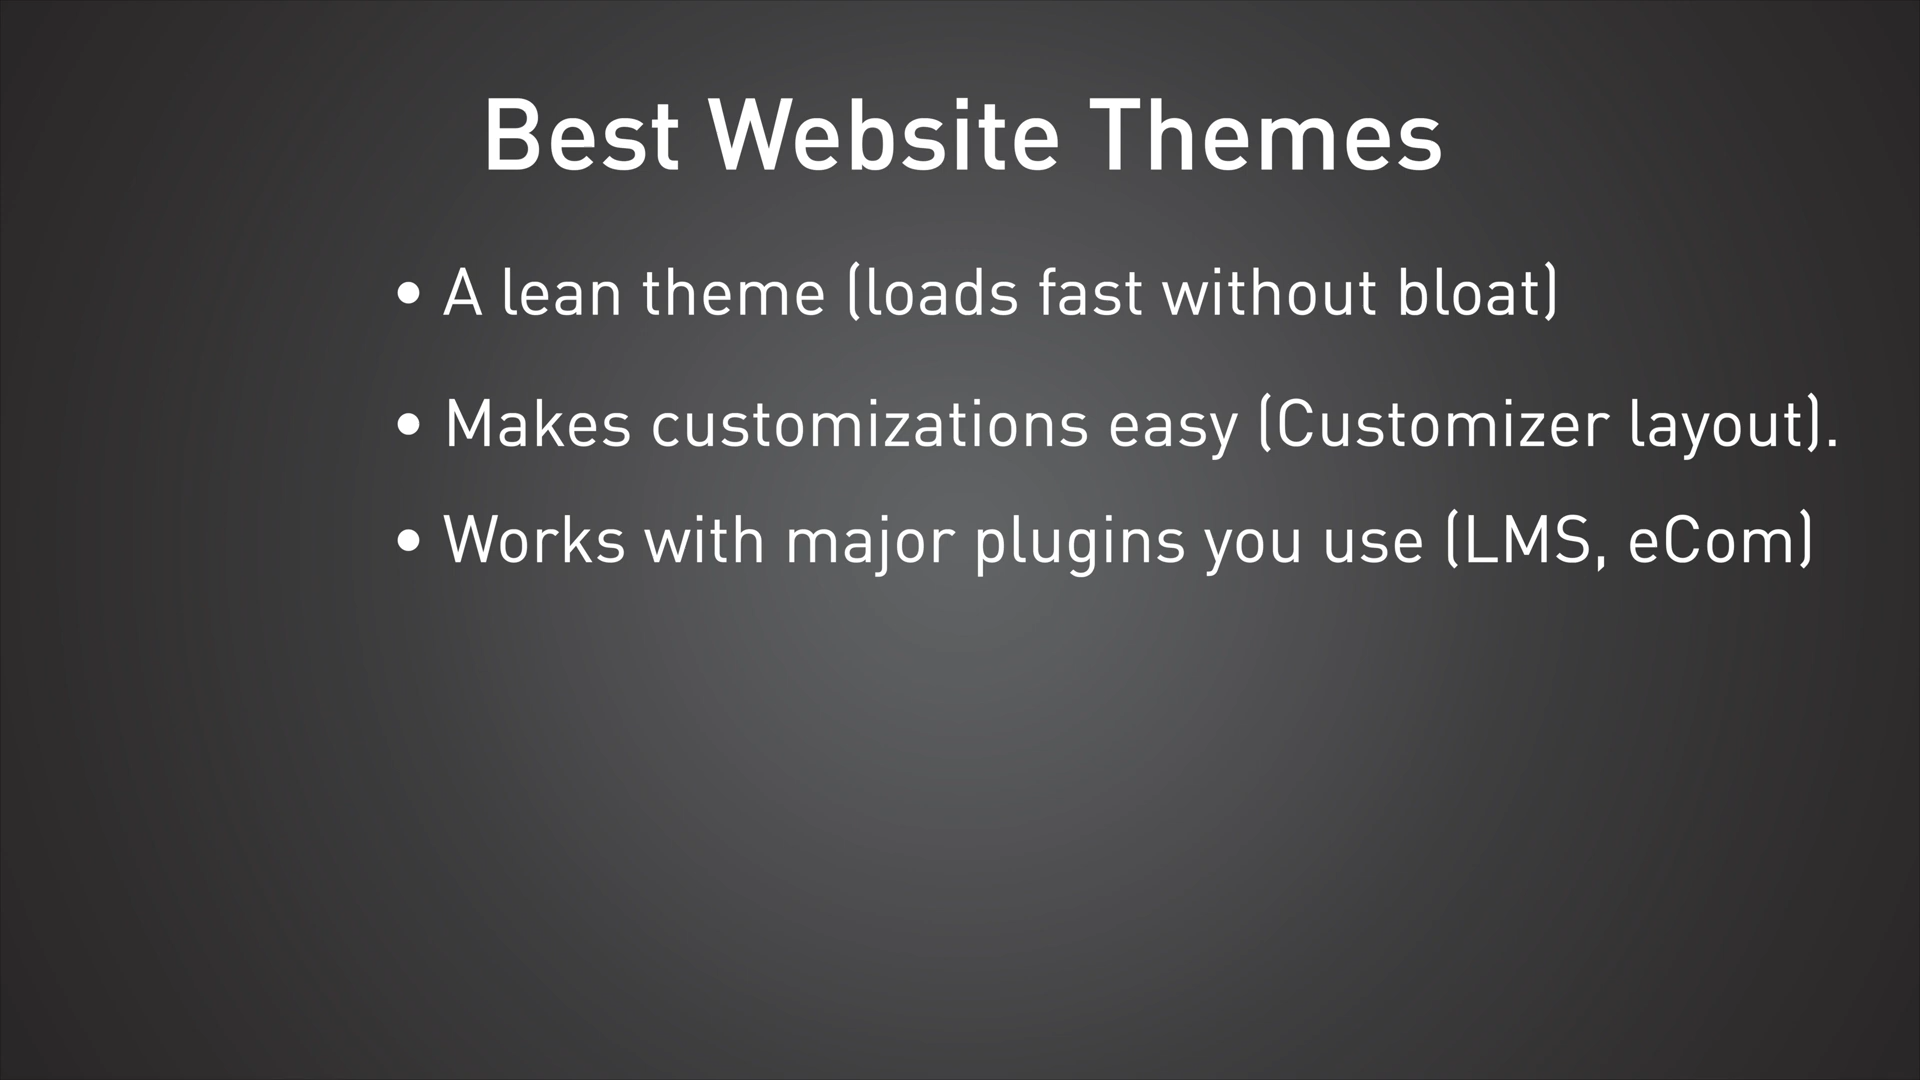 Best Website Themes
• A lean theme (loads fast without bloat)
• Makes customizations easy (Customizer layout).
• Works with major plugins you use (LMS, eCom)